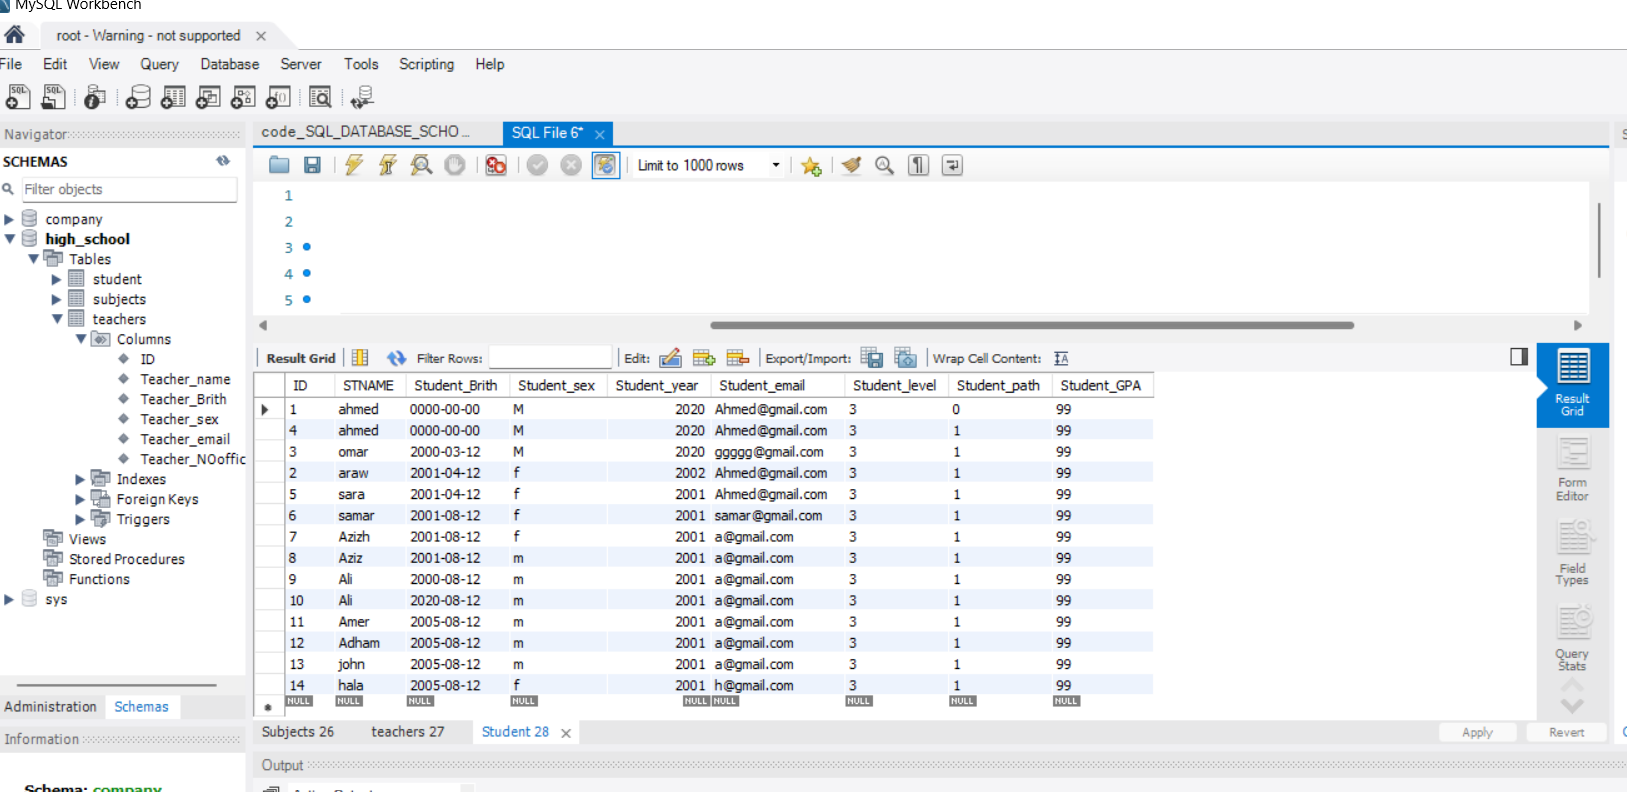 MySQL Workbench
root - Warning - not supported
File Edit View Query Database Server Tools Scripting Help
Navigator
SCHEMAS
Filter objects
company
high_school
Tables
student
subjects
teachers
Columns
ID
Teacher_name
Teacher_Brith
Teacher_sex
Teacher_email
Teacher_NOoffic
Indexes
Foreign Keys
Triggers
Views
Stored Procedures
Functions
sys
Administration Schemas
Information
Schema: company
code_SQL_DATABASE_SCHO... SQL File 6*
Limit to 1000 rows
1
2
3
4
5
Result Grid Filter Rows: Edit: Export/Import: Wrap Cell Content:
ID STNAME Student_Brith Student_sex Student_year Student_email Student_level Student_path Student_GPA
1 ahmed 0000-00-00 M 2020 Ahmed@gmail.com 3 0 99
4 ahmed 0000-00-00 M 2020 Ahmed@gmail.com 3 1 99
3 omar 2000-03-12 M 2020 ggggg@gmail.com 3 1 99
2 araw 2001-04-12 f 2002 Ahmed@gmail.com 3 1 99
5 sara 2001-04-12 f 2001 Ahmed@gmail.com 3 1 99
6 samar 2001-08-12 f 2001 samar@gmail.com 3 1 99
7 Azizh 2001-08-12 f 2001 a@gmail.com 3 1 99
8 Aziz 2001-08-12 m 2001 a@gmail.com 3 1 99
9 Ali 2000-08-12 m 2001 a@gmail.com 3 1 99
10 Ali 2020-08-12 m 2001 a@gmail.com 3 1 99
11 Amer 2005-08-12 m 2001 a@gmail.com 3 1 99
12 Adham 2005-08-12 m 2001 a@gmail.com 3 1 99
13 john 2005-08-12 m 2001 a@gmail.com 3 1 99
14 hala 2005-08-12 f 2001 h@gmail.com 3 1 99
NULL NULL NULL NULL NULL NULL NULL NULL NULL
Result
Grid
Form
Editor
Field
Types
Query
Stats
Subjects 26 teachers 27 Student 28 Apply Revert
Output